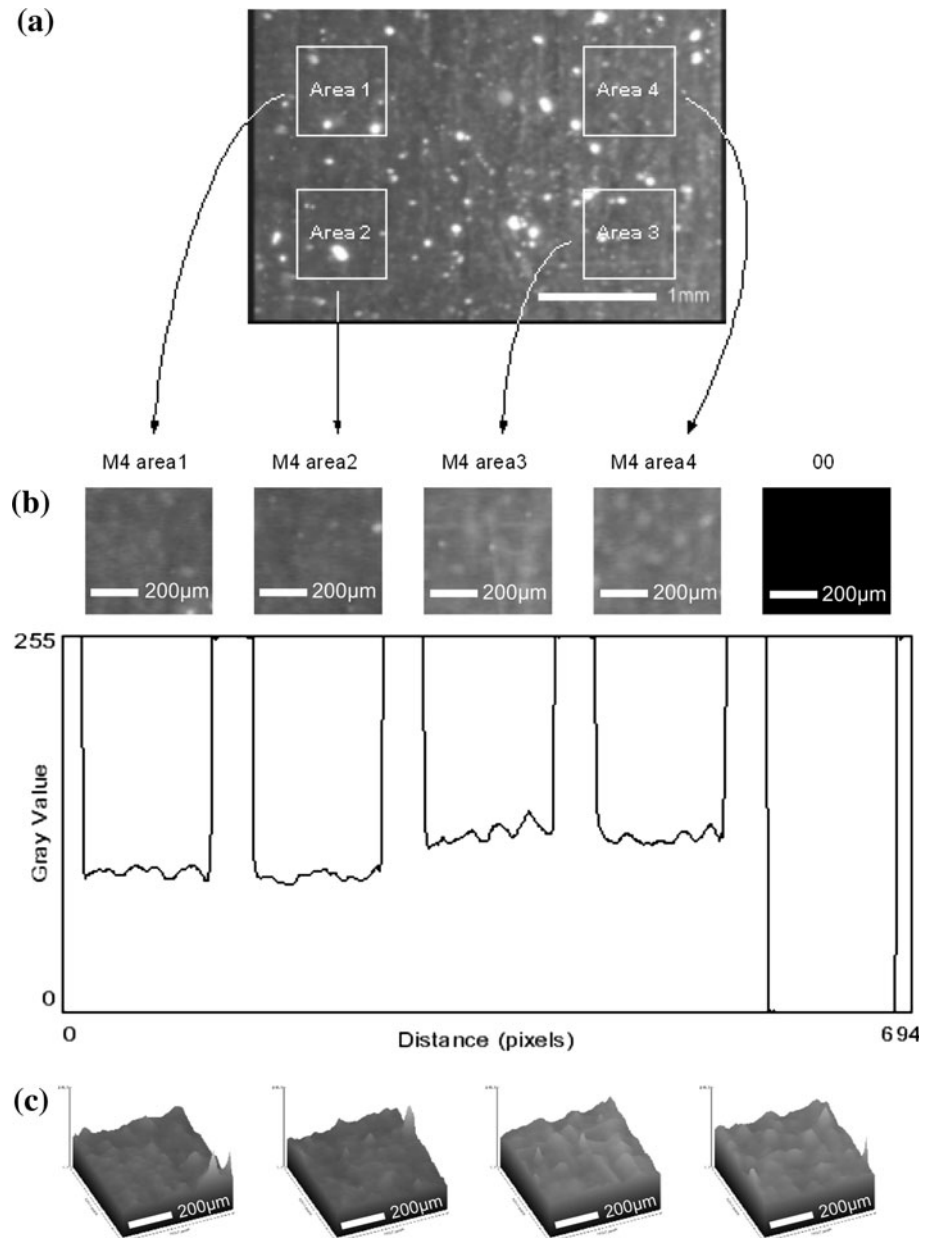 (a)
Area 1
Area 4
Area 2
Area 3
1mm
M4 area1 M4 area2 M4 area3 M4 area4 00
(b)
200μm 200μm 200μm 200μm 200μm
255
Gray Value
0
0 694
Distance (pixels)
(c)
200μm 200μm 200μm 200μm